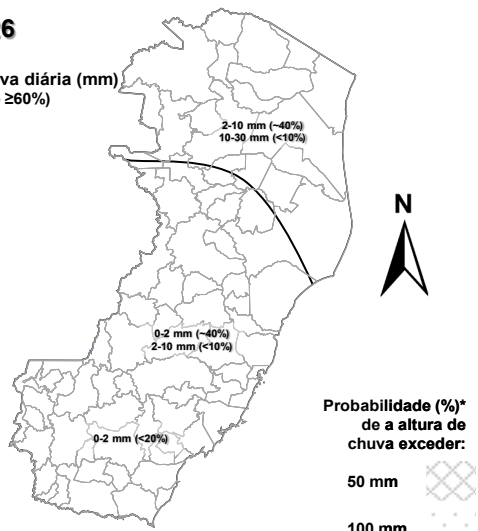 6
va diária (mm)
≥60%)
2-10 mm (~40%)
10-30 mm (<10%)
N
0-2 mm (~40%)
2-10 mm (<10%)
0-2 mm (<20%)
Probabilidade (%)*
de a altura de
chuva exceder:
50 mm
100 mm